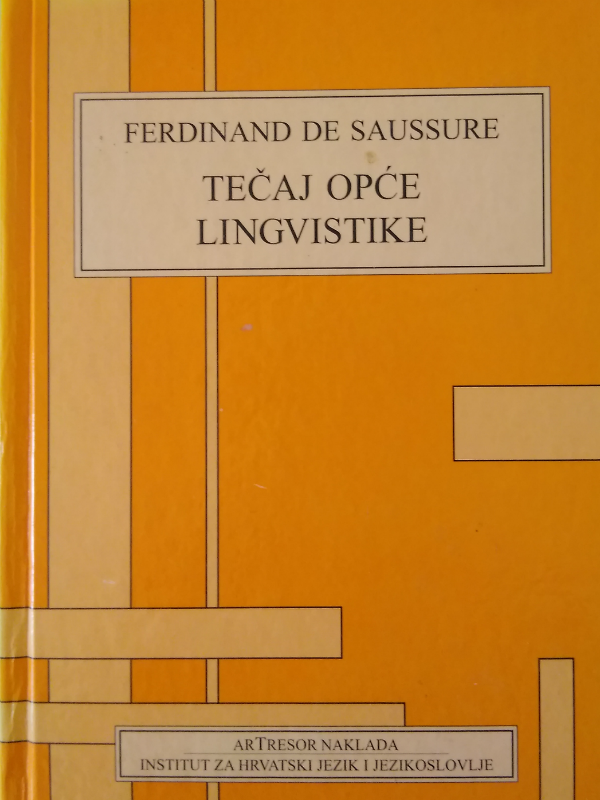 FERDINAND DE SAUSSURE
TEČAJ OPĆE
LINGVISTIKE
ARTRESOR NAKLADA
INSTITUT ZA HRVATSKI JEZIK I JEZIKOSLOVLJE